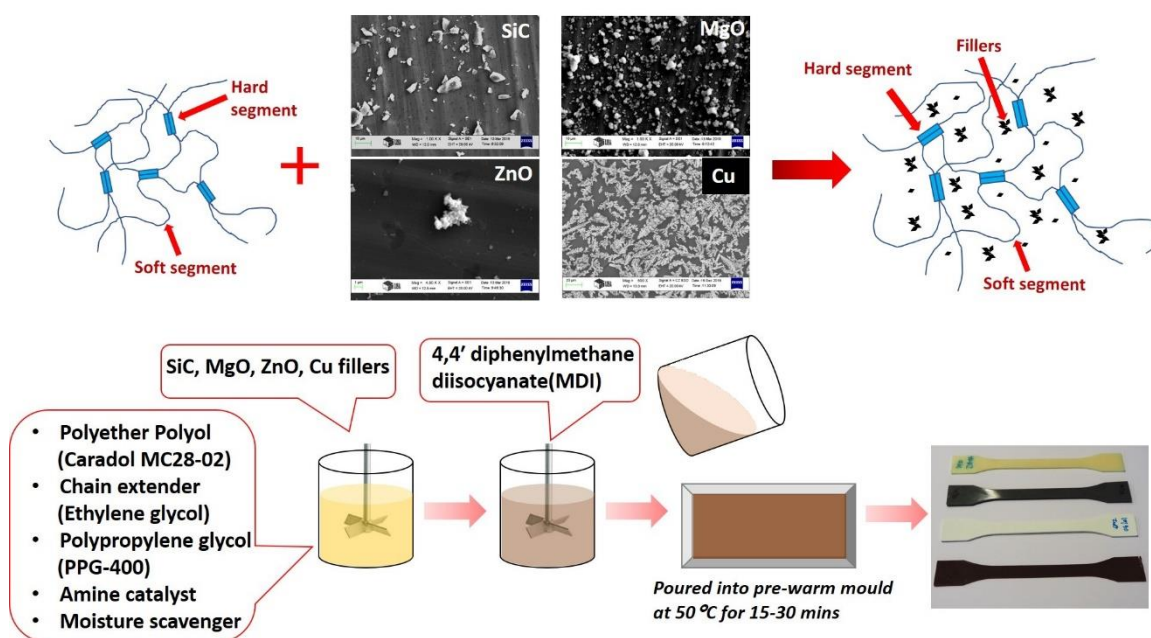 SiC
MgO
ZnO
Cu
Hard
segment
Soft segment
Hard segment
Fillers
Soft segment
SiC, MgO, ZnO, Cu fillers
4,4′ diphenylmethane
diisocyanate(MDI)
• Polyether Polyol
(Caradol MC28-02)
• Chain extender
(Ethylene glycol)
• Polypropylene glycol
(PPG-400)
• Amine catalyst
• Moisture scavenger
Poured into pre-warm mould
at 50 ⁰C for 15-30 mins